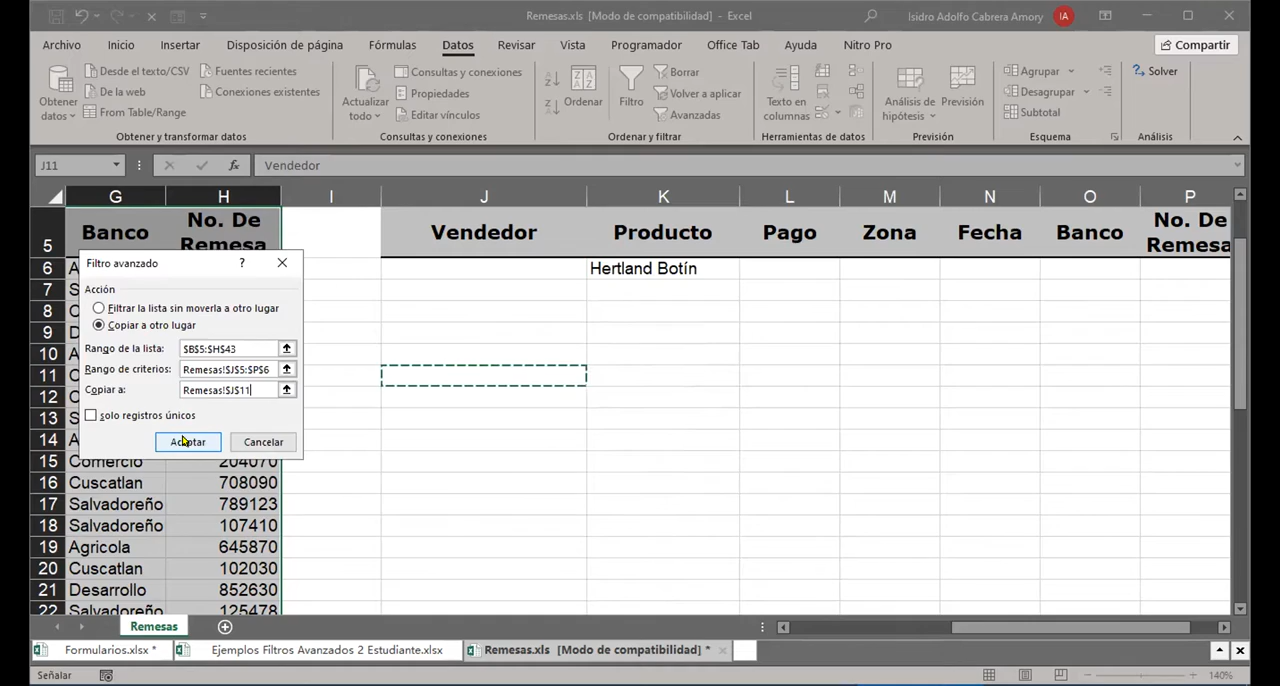 Remesas.xls [Modo de compatibilidad] - Excel
Isidro Adolfo Cabrera Amory IA
Archivo Inicio Insertar Disposición de página Fórmulas Datos Revisar Vista Programador Office Tab Ayuda Nitro Pro Compartir
Obtener datos
Desde el texto/CSV
De la web
From Table/Range
Fuentes recientes
Conexiones existentes
Obtener y transformar datos
Actualizar todo
Consultas y conexiones
Propiedades
Editar vínculos
Consultas y conexiones
Ordenar
Filtro
Borrar
Volver a aplicar
Avanzadas
Ordenar y filtrar
Texto en columnas
Herramientas de datos
Análisis de hipótesis
Previsión
Previsión
Agrupar
Desagrupar
Subtotal
Esquema
Solver
Análisis
J11 fx Vendedor
G H I J K L M N O P
5 Banco No. De Remesa Vendedor Producto Pago Zona Fecha Banco No. De Remesa
6 A Hertland Botín
7 S
8 C
9 D
10 A
11 C
12 C
13 S
14 A
15 Comercio 204070
16 Cuscatlan 708090
17 Salvadoreño 789123
18 Salvadoreño 107410
19 Agricola 645870
20 Cuscatlan 102030
21 Desarrollo 852630
22 Salvadoreño 125478
Filtro avanzado ?
Acción
Filtrar la lista sin moverla a otro lugar
Copiar a otro lugar
Rango de la lista: $B$5:$H$43
Rango de criterios: Remesas!$J$5:$P$6
Copiar a: Remesas!$J$11
Solo registros únicos
Aceptar Cancelar
Remesas
Formularios.xlsx * Ejemplos Filtros Avanzados 2 Estudiante.xlsx Remesas.xls [Modo de compatibilidad] *
Señalar 140%